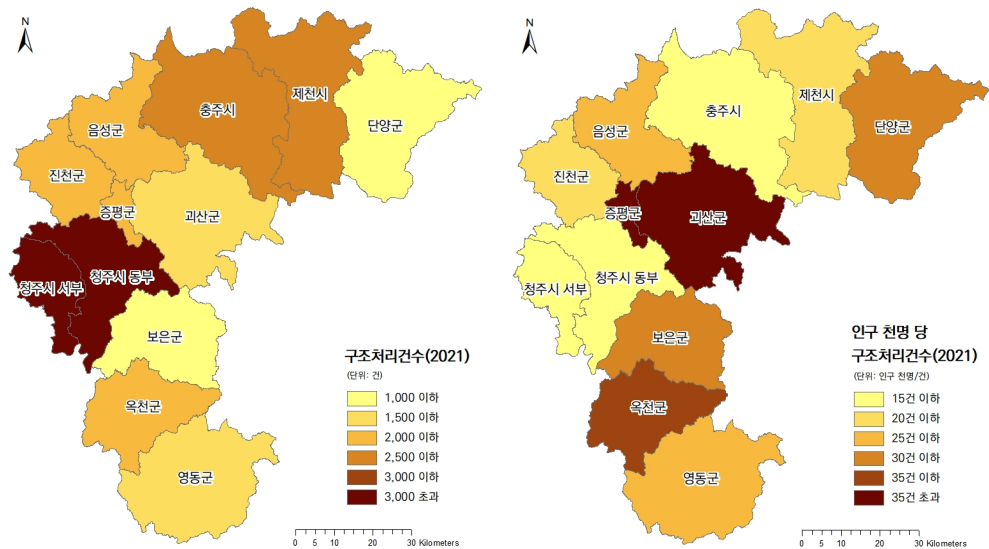 N
제천시
충주시
단양군
음성군
진천군
증평군
괴산군
청주시 동부
청주시 서부
보은군
옥천군
영동군
구조처리건수(2021)
(단위: 건)
1,000 이하
1,500 이하
2,000 이하
2,500 이하
3,000 이하
3,000 초과
0 5 10 20 30 Kilometers
N
제천시
충주시
단양군
음성군
진천군
증평군
괴산군
청주시 동부
청주시 서부
보은군
옥천군
영동군
인구 천명 당
구조처리건수(2021)
(단위: 인구 천명/건)
15건 이하
20건 이하
25건 이하
30건 이하
35건 이하
35건 초과
0 5 10 20 30 Kilometers